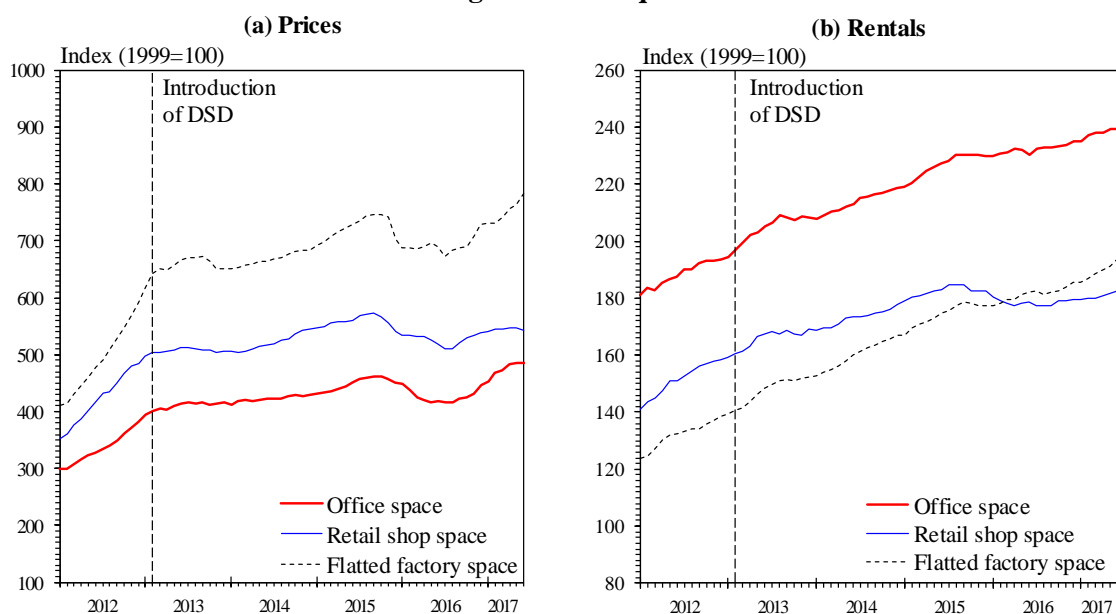 (a) Prices
Index (1999=100)
1000
900
800
700
600
500
400
300
200
100
Introduction
of DSD
Office space
Retail shop space
Flatted factory space
2012 2013 2014 2015 2016 2017
(b) Rentals
Index (1999=100)
260
240
220
200
180
160
140
120
100
80
Introduction
of DSD
Office space
Retail shop space
Flatted factory space
2012 2013 2014 2015 2016 2017